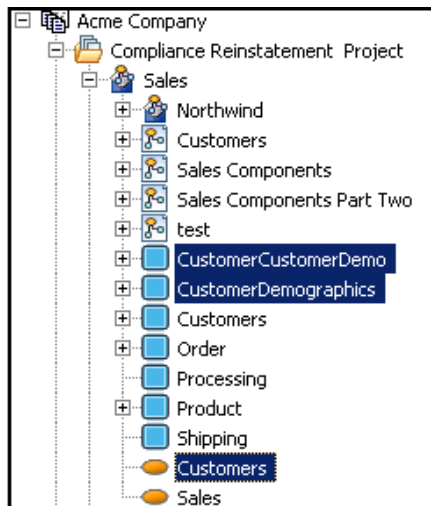 Acme Company
Compliance Reinstatement Project
Sales
Northwind
Customers
Sales Components
Sales Components Part Two
test
CustomerCustomerDemo
CustomerDemographics
Customers
Order
Processing
Product
Shipping
Customers
Sales